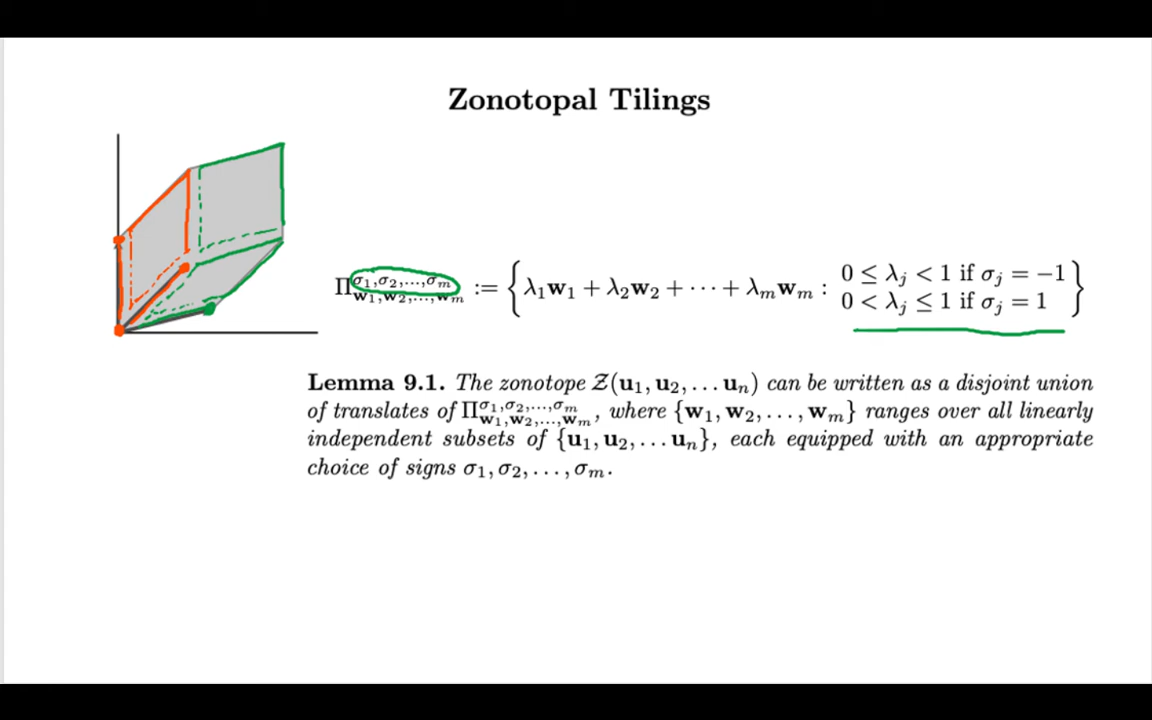 Zonotopal Tilings
Π^{σ₁,σ₂,…,σₘ}_{w₁,w₂,…,wₘ} := { λ₁w₁ + λ₂w₂ + ⋯ + λₘwₘ : 0 ≤ λⱼ < 1 if σⱼ = −1
0 < λⱼ ≤ 1 if σⱼ = 1 }
Lemma 9.1. The zonotope 𝒵(u₁, u₂, … uₙ) can be written as a disjoint union
of translates of Π^{σ₁,σ₂,…,σₘ}_{w₁,w₂,…,wₘ}, where {w₁, w₂, …, wₘ} ranges over all linearly
independent subsets of {u₁, u₂, … uₙ}, each equipped with an appropriate
choice of signs σ₁, σ₂, …, σₘ.